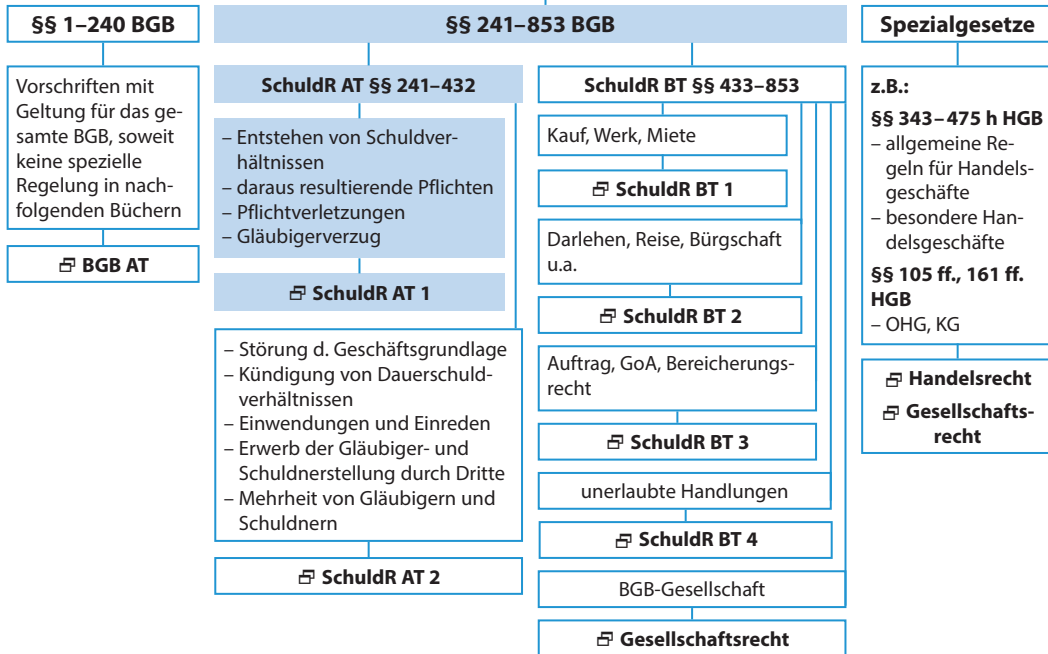 §§ 1–240 BGB
Vorschriften mit
Geltung für das ge-
samte BGB, soweit
keine spezielle
Regelung in nach-
folgenden Büchern
🗗 BGB AT
§§ 241–853 BGB
SchuldR AT §§ 241–432
– Entstehen von Schuldver-
hältnissen
– daraus resultierende Pflichten
– Pflichtverletzungen
– Gläubigerverzug
🗗 SchuldR AT 1
– Störung d. Geschäftsgrundlage
– Kündigung von Dauerschuld-
verhältnissen
– Einwendungen und Einreden
– Erwerb der Gläubiger- und
Schuldnerstellung durch Dritte
– Mehrheit von Gläubigern und
Schuldnern
🗗 SchuldR AT 2
SchuldR BT §§ 433–853
Kauf, Werk, Miete
🗗 SchuldR BT 1
Darlehen, Reise, Bürgschaft
u.a.
🗗 SchuldR BT 2
Auftrag, GoA, Bereicherungs-
recht
🗗 SchuldR BT 3
unerlaubte Handlungen
🗗 SchuldR BT 4
BGB-Gesellschaft
🗗 Gesellschaftsrecht
Spezialgesetze
z.B.:
§§ 343–475 h HGB
– allgemeine Re-
geln für Handels-
geschäfte
– besondere Han-
delsgeschäfte
§§ 105 ff., 161 ff.
HGB
– OHG, KG
🗗 Handelsrecht
🗗 Gesellschafts-
recht